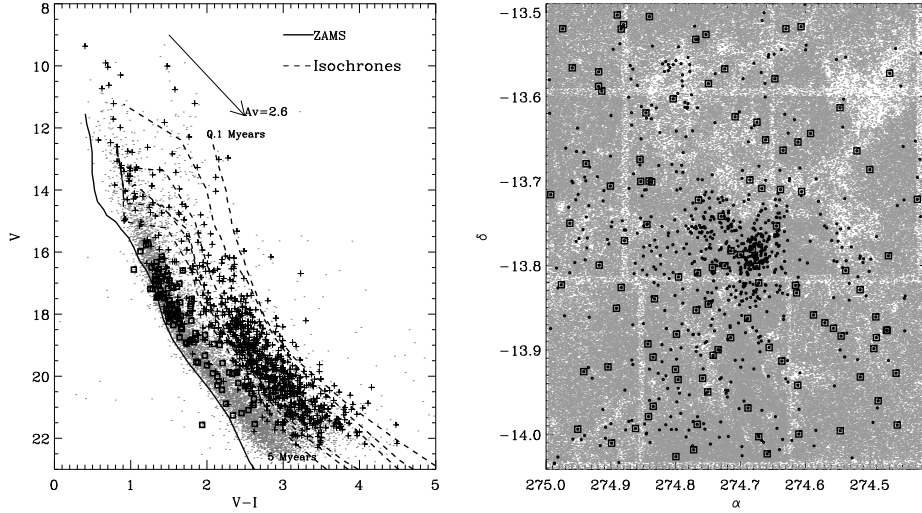 8
10
12
14
16
18
20
22
V
0
1
2
3
4
5
V−I
ZAMS
Isochrones
Av=2.6
0.1 Myears
5 Myears
−13.5
−13.6
−13.7
−13.8
−13.9
−14.0
δ
275.0
274.9
274.8
274.7
274.6
274.5
α